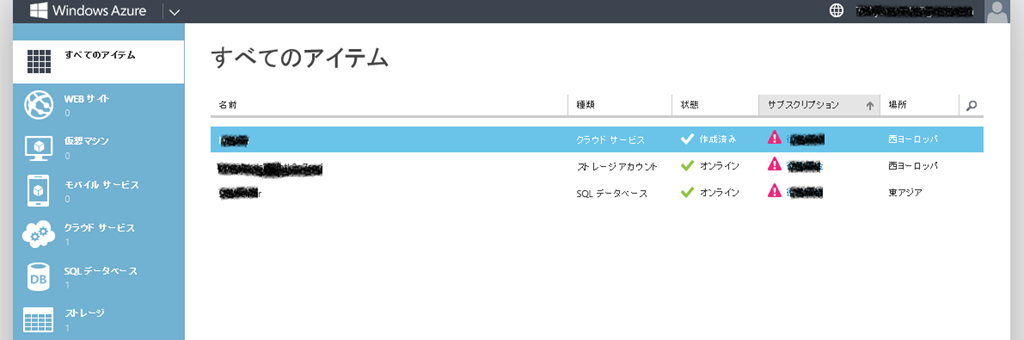 Windows Azure
すべてのアイテム
WEB サイト
0
仮想マシン
0
モバイル サービス
0
クラウド サービス
1
SQL データベース
1
ストレージ
1
すべてのアイテム
名前 種類 状態 サブスクリプション 場所
クラウド サービス 作成済み 西ヨーロッパ
ストレージ アカウント オンライン 西ヨーロッパ
SQL データベース オンライン 東アジア
DB